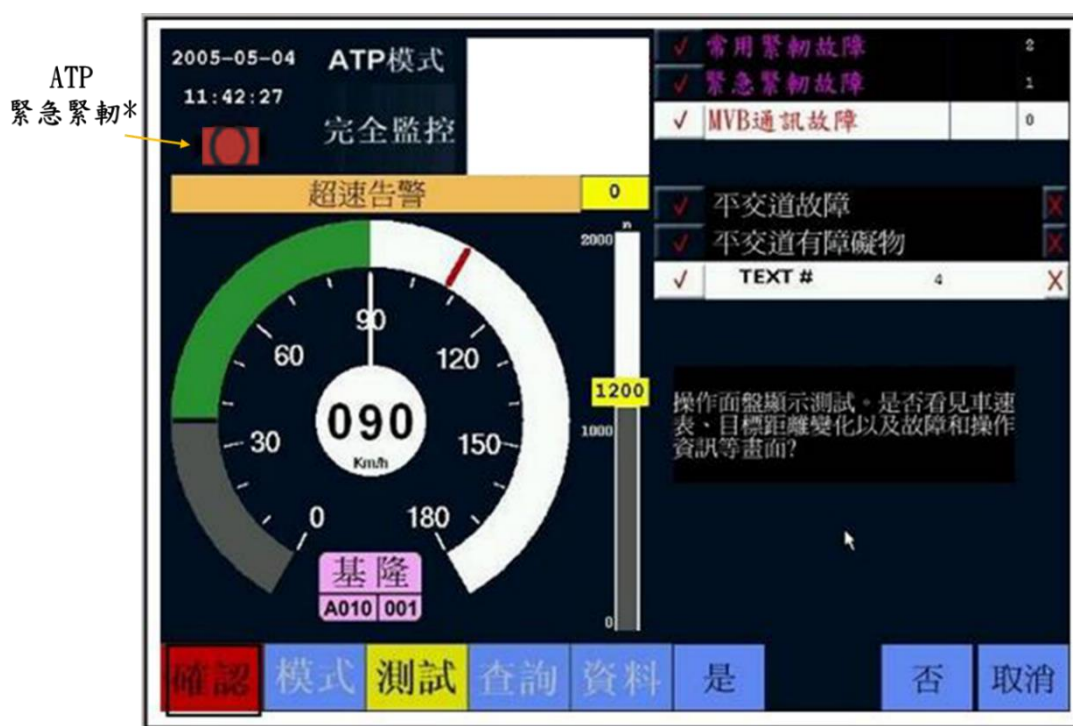 ATP
緊急緊軔*
2005-05-04
11:42:27
ATP模式
完全監控
超速告警
0
常用緊軔故障 2
緊急緊軔故障 1
MVB通訊故障 0
平交道故障 X
平交道有障礙物 X
TEXT # 4 X
m
2000
1200
1000
0
0
30
60
90
120
150
180
090
Km/h
基隆
A010 001
操作面盤顯示測試。是否看見車速
表、目標距離變化以及故障和操作
資訊等畫面?
確認 模式 測試 查詢 資料 是 否 取消